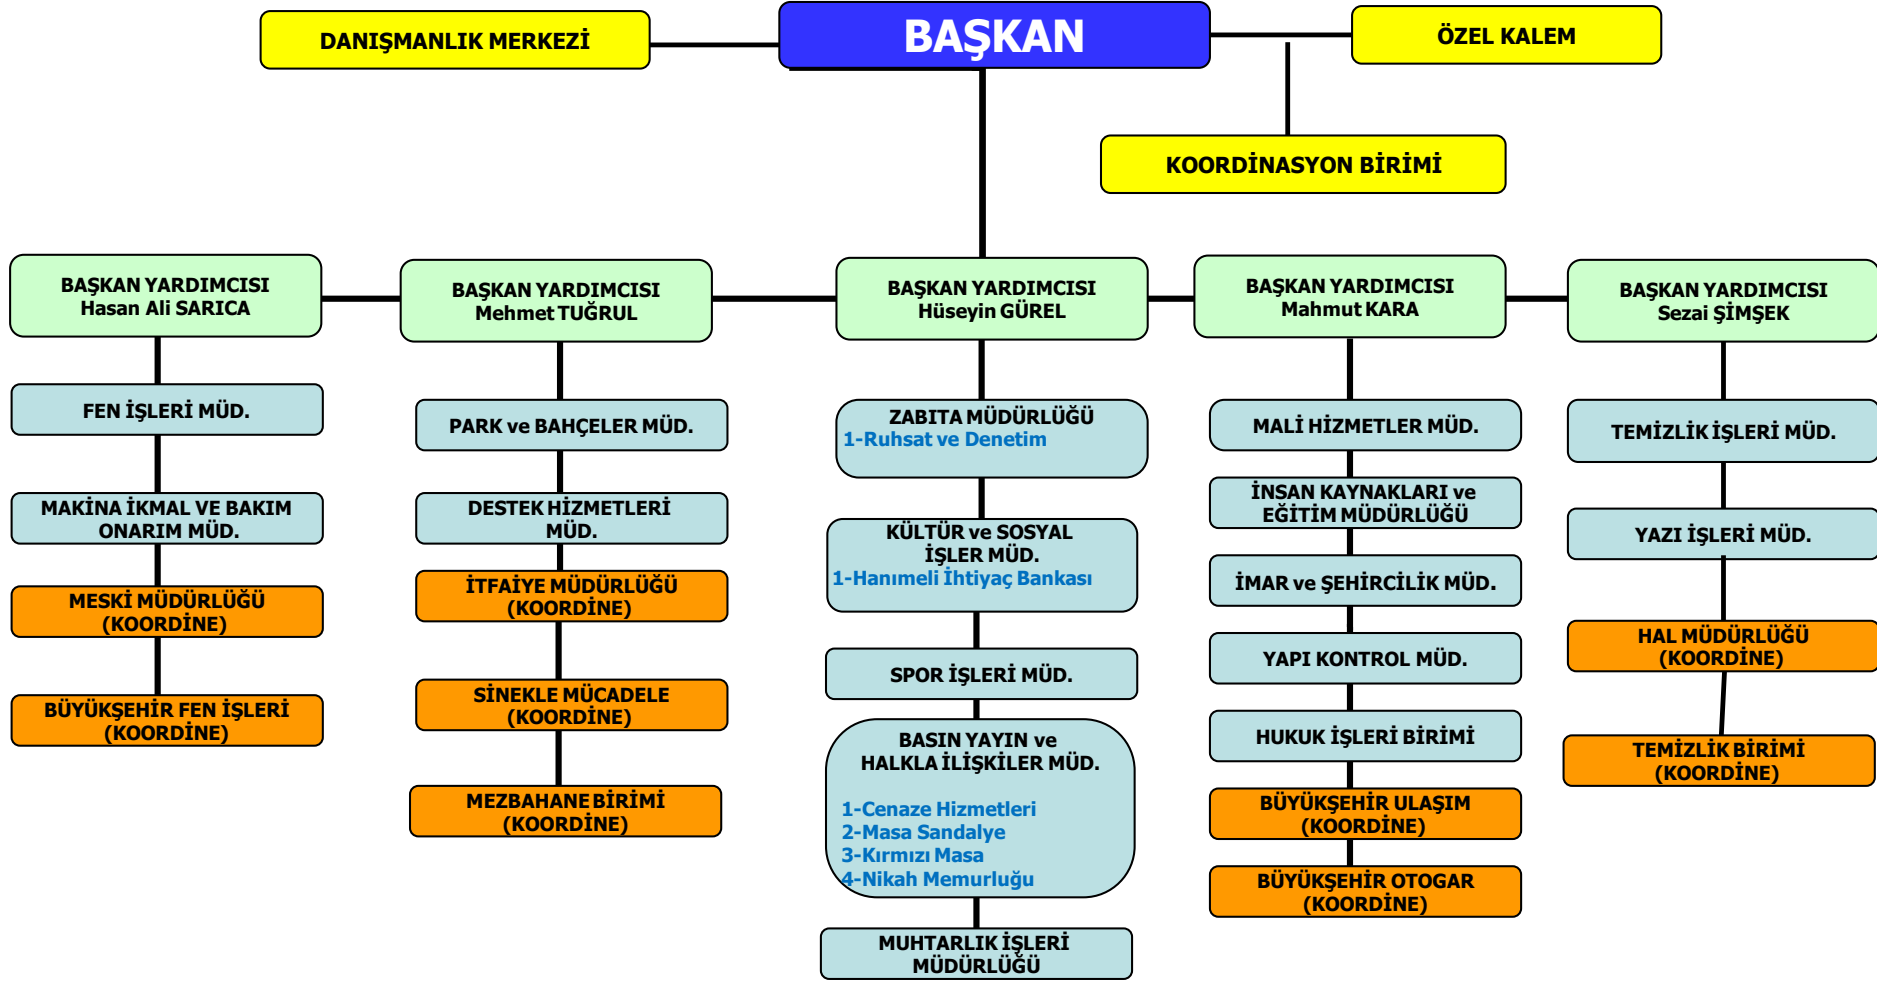 DANIŞMANLIK MERKEZİ
BAŞKAN
ÖZEL KALEM
KOORDİNASYON BİRİMİ
BAŞKAN YARDIMCISI
Hasan Ali SARICA
FEN İŞLERİ MÜD.
MAKİNA İKMAL VE BAKIM
ONARIM MÜD.
MESKİ MÜDÜRLÜĞÜ
(KOORDİNE)
BÜYÜKŞEHİR FEN İŞLERİ
(KOORDİNE)
BAŞKAN YARDIMCISI
Mehmet TUĞRUL
PARK ve BAHÇELER MÜD.
DESTEK HİZMETLERİ
MÜD.
İTFAİYE MÜDÜRLÜĞÜ
(KOORDİNE)
SİNEKLE MÜCADELE
(KOORDİNE)
MEZBAHANE BİRİMİ
(KOORDİNE)
BAŞKAN YARDIMCISI
Hüseyin GÜREL
ZABITA MÜDÜRLÜĞÜ
1-Ruhsat ve Denetim
KÜLTÜR ve SOSYAL
İŞLER MÜD.
1-Hanımeli İhtiyaç Bankası
SPOR İŞLERİ MÜD.
BASIN YAYIN ve
HALKLA İLİŞKİLER MÜD.
1-Cenaze Hizmetleri
2-Masa Sandalye
3-Kırmızı Masa
4-Nikah Memurluğu
MUHTARLIK İŞLERİ
MÜDÜRLÜĞÜ
BAŞKAN YARDIMCISI
Mahmut KARA
MALİ HİZMETLER MÜD.
İNSAN KAYNAKLARI ve
EĞİTİM MÜDÜRLÜĞÜ
İMAR ve ŞEHİRCİLİK MÜD.
YAPI KONTROL MÜD.
HUKUK İŞLERİ BİRİMİ
BÜYÜKŞEHİR ULAŞIM
(KOORDİNE)
BÜYÜKŞEHİR OTOGAR
(KOORDİNE)
BAŞKAN YARDIMCISI
Sezai ŞİMŞEK
TEMİZLİK İŞLERİ MÜD.
YAZI İŞLERİ MÜD.
HAL MÜDÜRLÜĞÜ
(KOORDİNE)
TEMİZLİK BİRİMİ
(KOORDİNE)